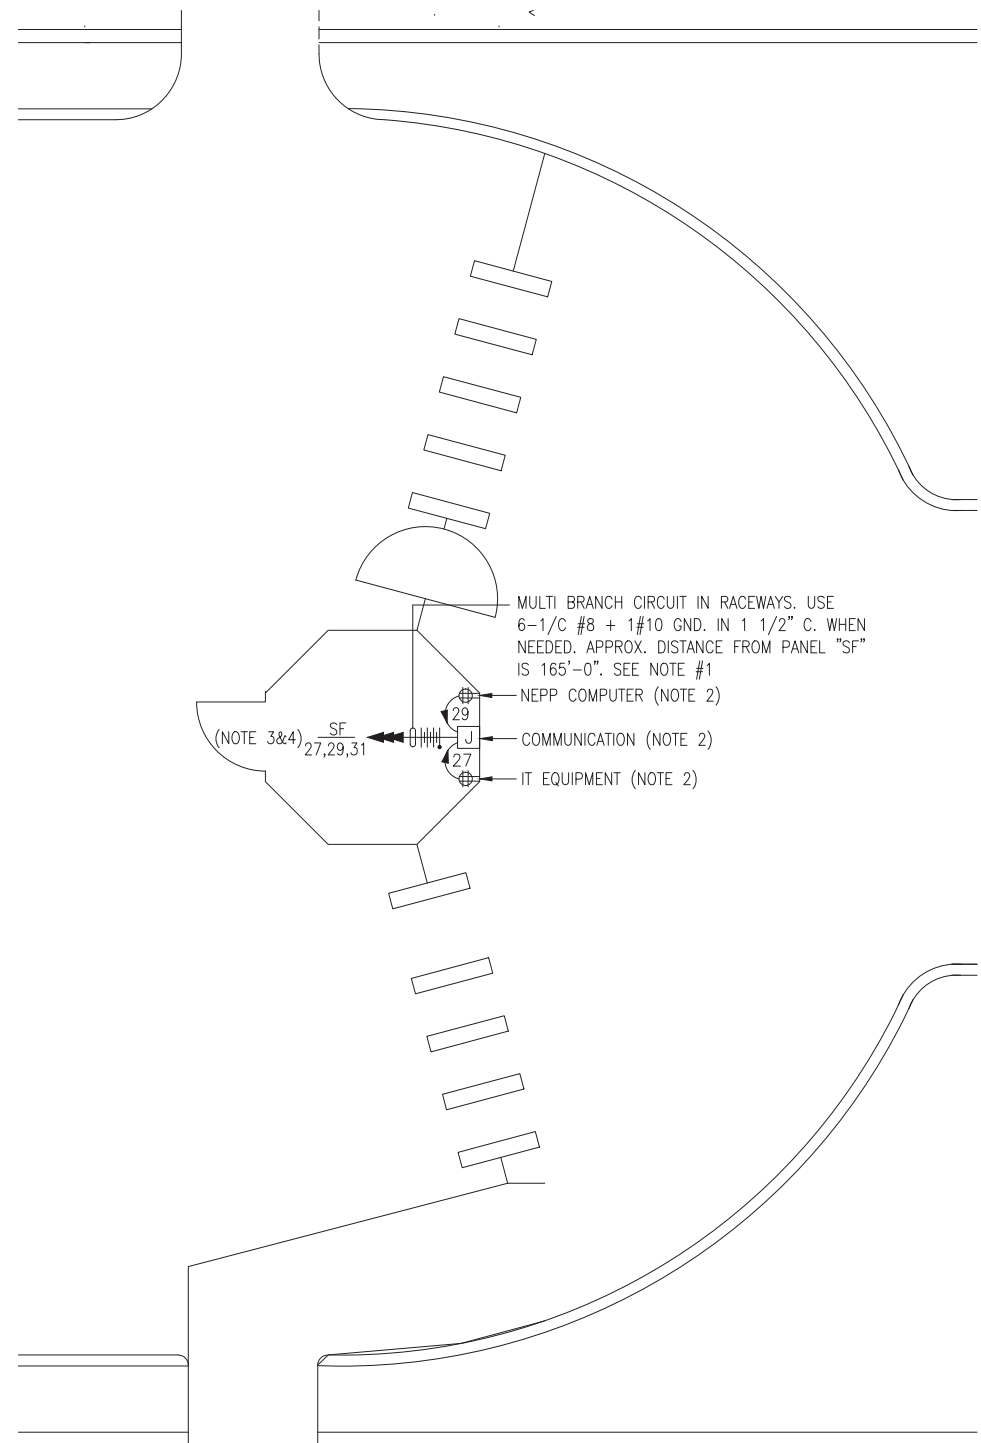 MULTI BRANCH CIRCUIT IN RACEWAYS. USE
6-1/C #8 + 1#10 GND. IN 1 1/2" C. WHEN
NEEDED. APPROX. DISTANCE FROM PANEL "SF"
IS 165'-0". SEE NOTE #1
NEPP COMPUTER (NOTE 2)
29
(NOTE 3&4)
SF
27,29,31
J
COMMUNICATION (NOTE 2)
27
IT EQUIPMENT (NOTE 2)